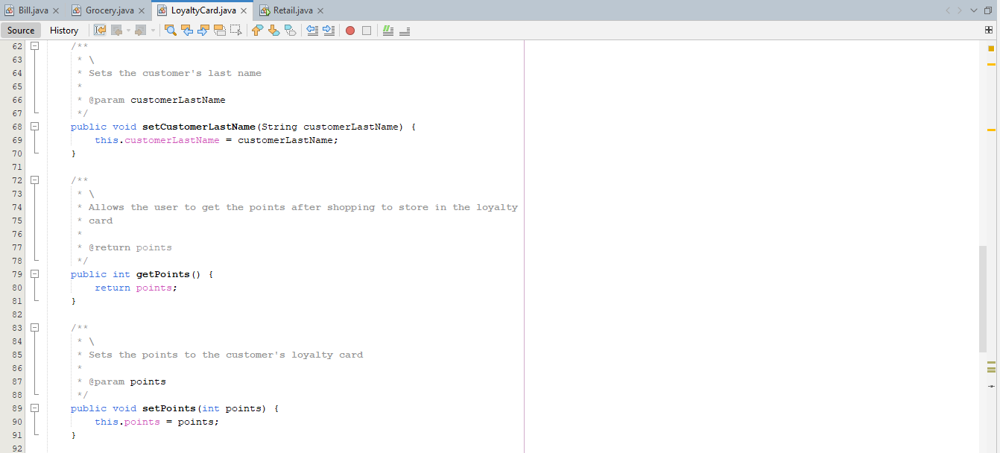 Bill.java Grocery.java LoyaltyCard.java Retail.java
Source History
62 /**
63 * \
64 * Sets the customer's last name
65 *
66 * @param customerLastName
67 */
68 public void setCustomerLastName(String customerLastName) {
69 this.customerLastName = customerLastName;
70 }
71
72 /**
73 * \
74 * Allows the user to get the points after shopping to store in the loyalty
75 * card
76 *
77 * @return points
78 */
79 public int getPoints() {
80 return points;
81 }
82
83 /**
84 * \
85 * Sets the points to the customer's loyalty card
86 *
87 * @param points
88 */
89 public void setPoints(int points) {
90 this.points = points;
91 }
92